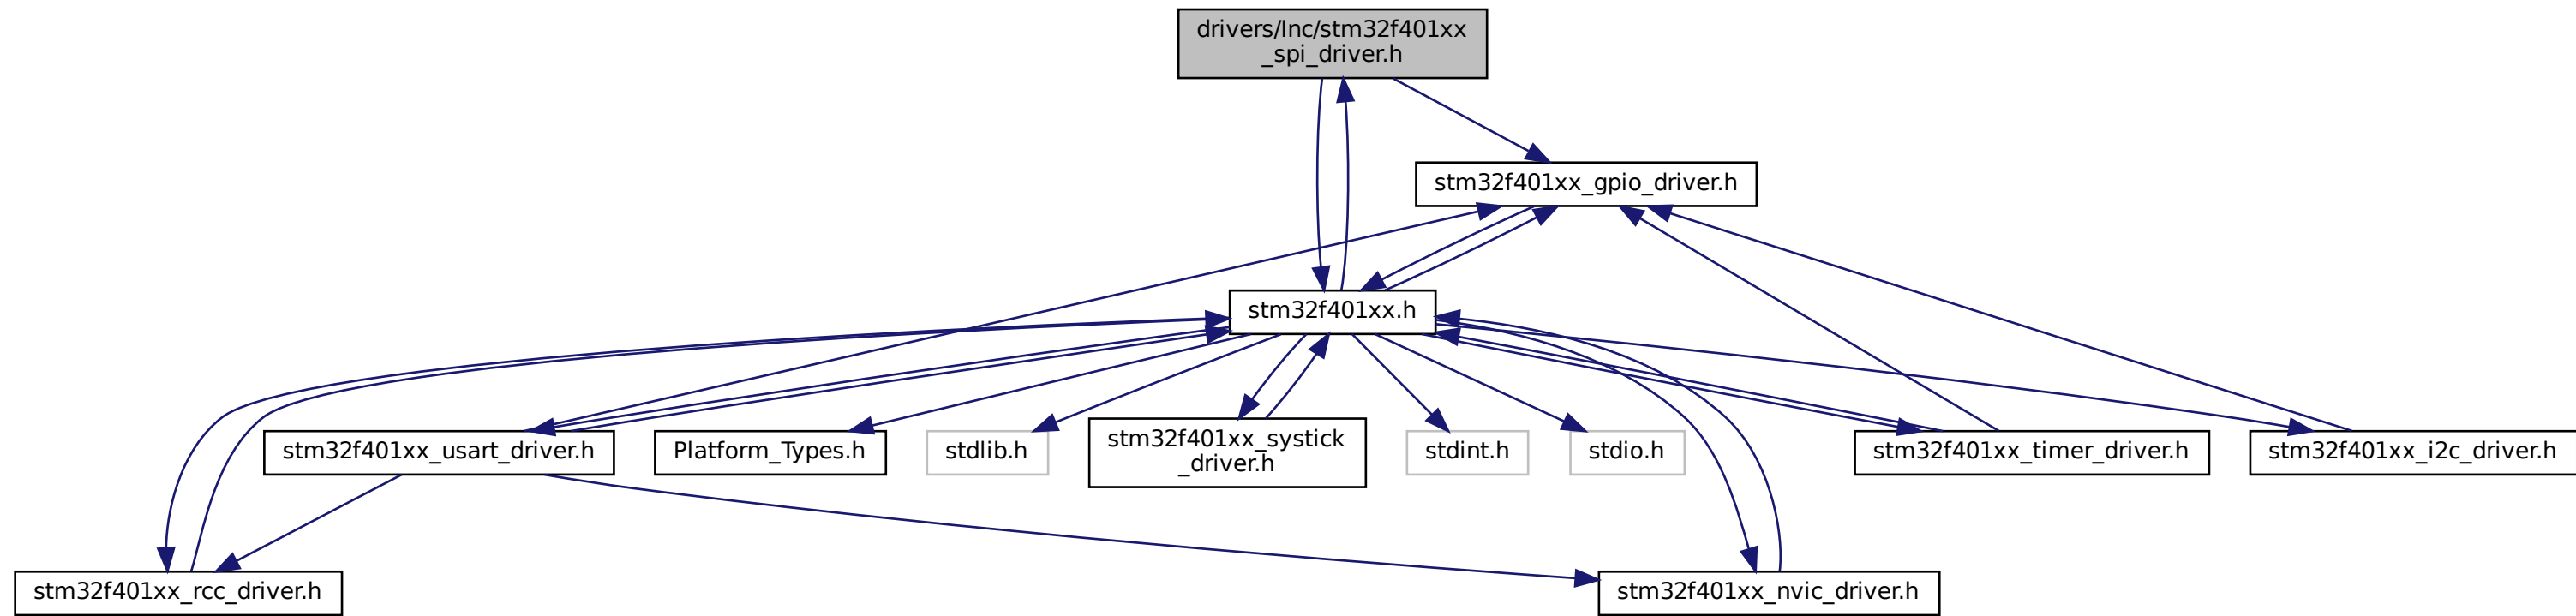 drivers/Inc/stm32f401xx
_spi_driver.h
stm32f401xx_gpio_driver.h
stm32f401xx.h
stm32f401xx_usart_driver.h
Platform_Types.h
stdlib.h
stm32f401xx_systick
_driver.h
stdint.h
stdio.h
stm32f401xx_timer_driver.h
stm32f401xx_i2c_driver.h
stm32f401xx_rcc_driver.h
stm32f401xx_nvic_driver.h